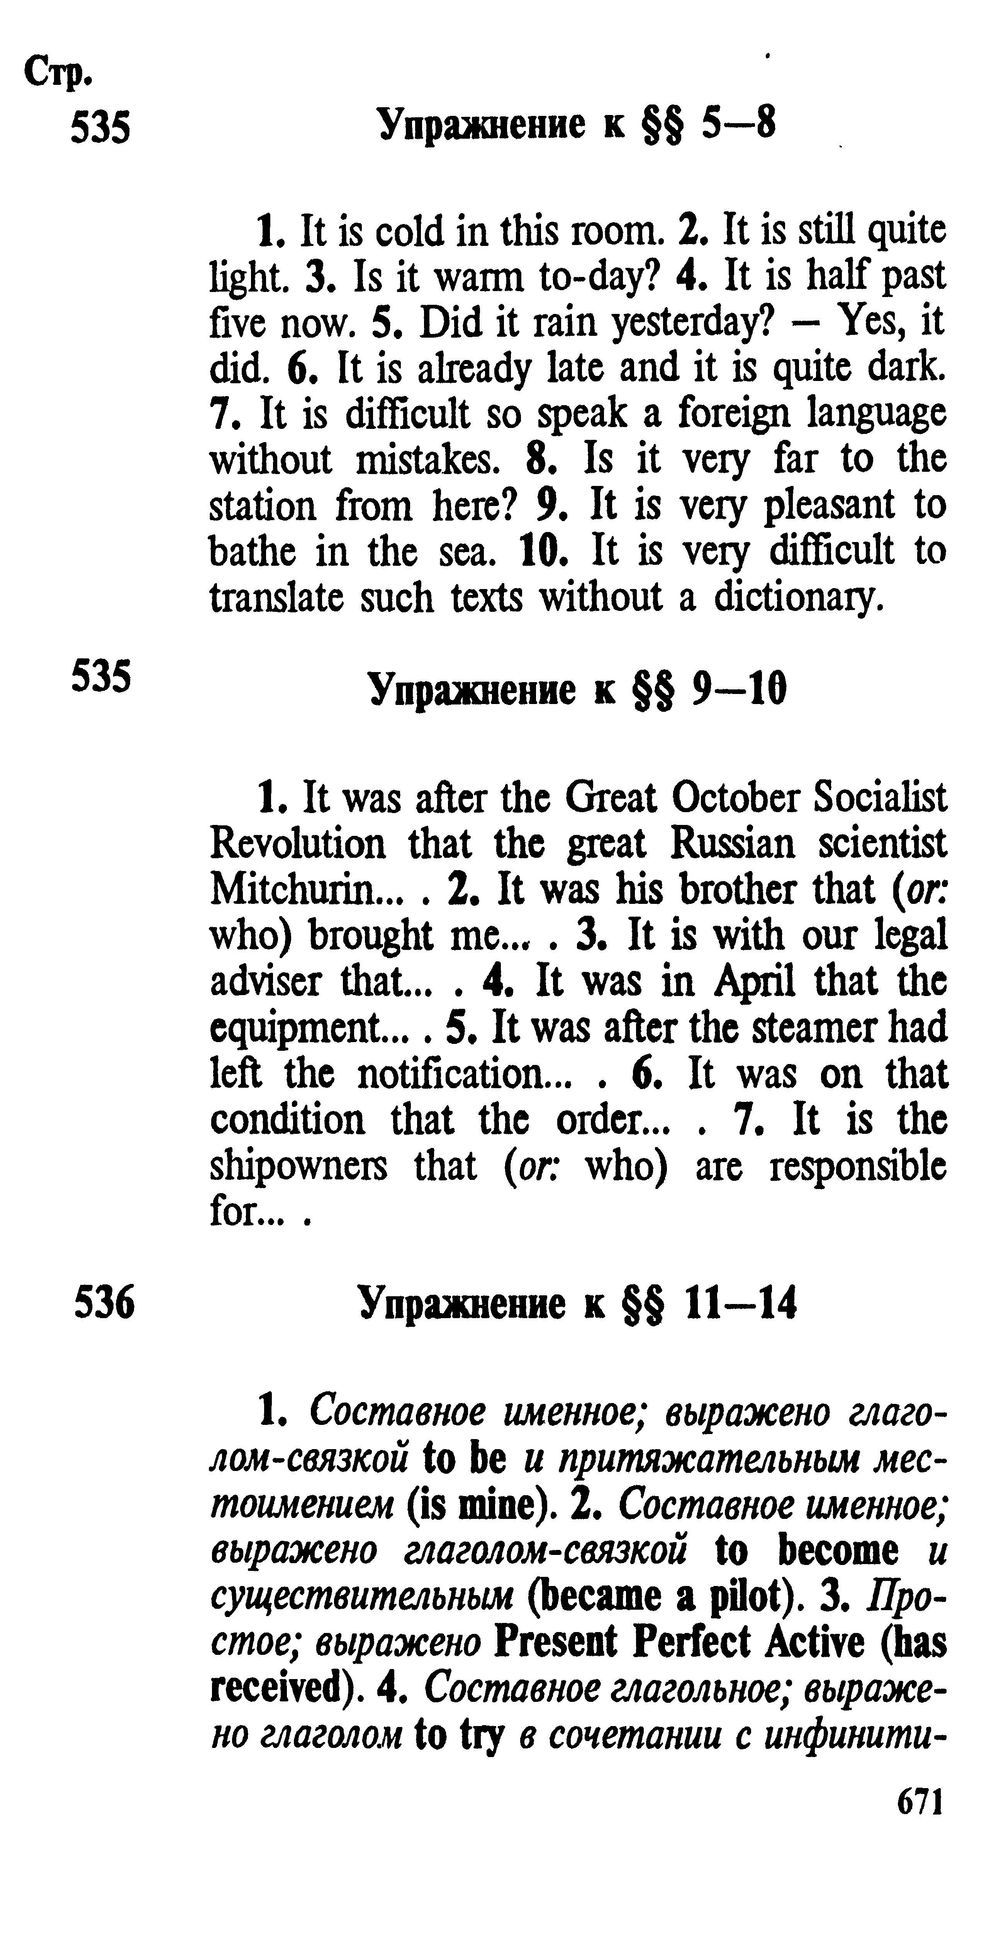 Стр.
535 Упражнение к §§ 5—8
1. It is cold in this room. 2. It is still quite
light. 3. Is it warm to-day? 4. It is half past
five now. 5. Did it rain yesterday? — Yes, it
did. 6. It is already late and it is quite dark.
7. It is difficult so speak a foreign language
without mistakes. 8. Is it very far to the
station from here? 9. It is very pleasant to
bathe in the sea. 10. It is very difficult to
translate such texts without a dictionary.
535 Упражнение к §§ 9—10
1. It was after the Great October Socialist
Revolution that the great Russian scientist
Mitchurin... . 2. It was his brother that (or:
who) brought me... . 3. It is with our legal
adviser that... . 4. It was in April that the
equipment... . 5. It was after the steamer had
left the notification... . 6. It was on that
condition that the order... . 7. It is the
shipowners that (or: who) are responsible
for... .
536 Упражнение к §§ 11—14
1. Составное именное; выражено глаго-
лом-связкой to be и притяжательным мес-
тоимением (is mine). 2. Составное именное;
выражено глаголом-связкой to become и
существительным (became a pilot). 3. Про-
стое; выражено Present Perfect Active (has
received). 4. Составное глагольное; выраже-
но глаголом to try в сочетании с инфинити-
671